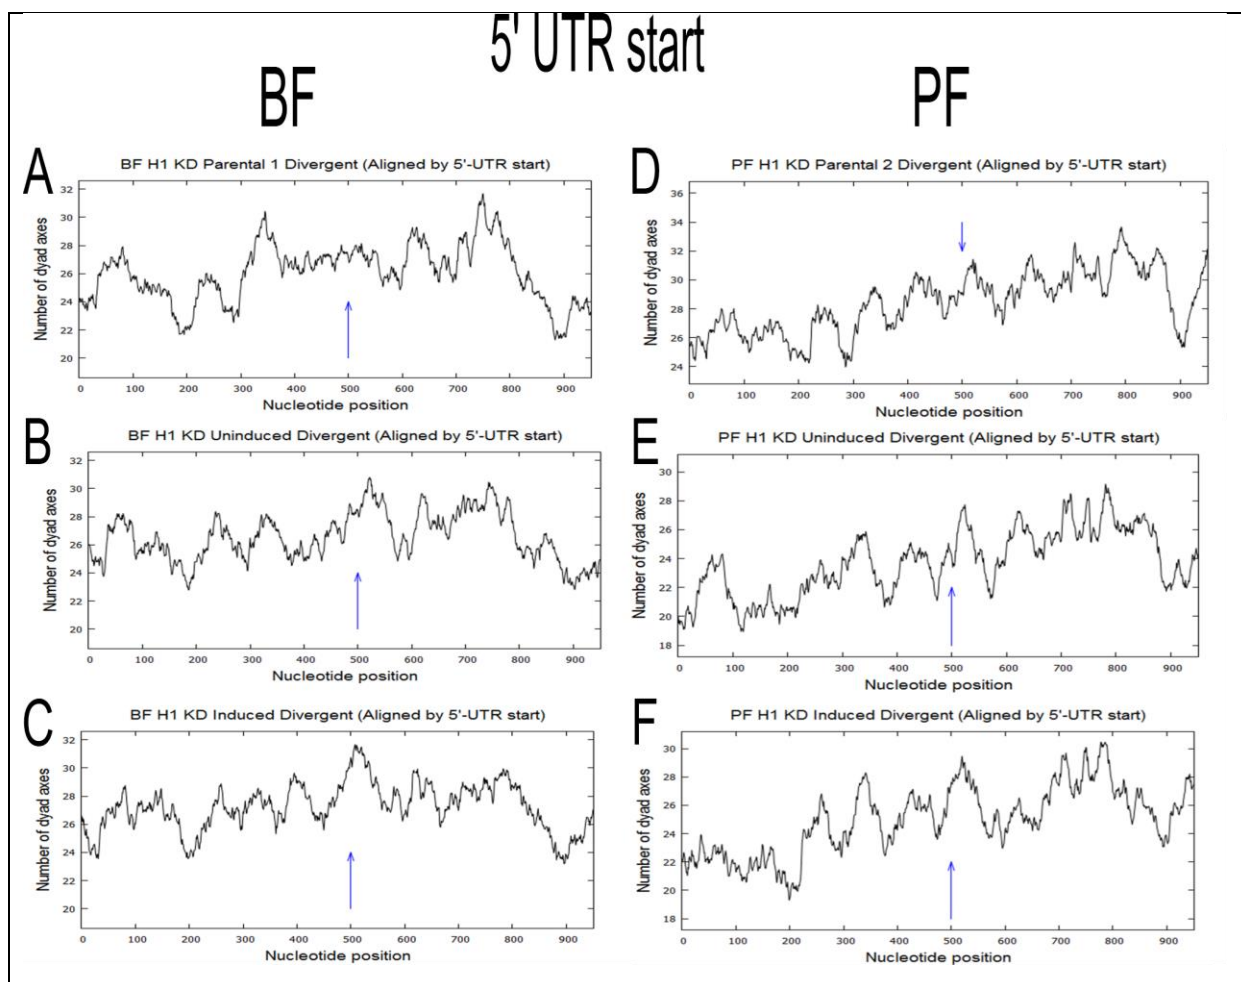 5' UTR start
BF
PF
A
BF H1 KD Parental 1 Divergent (Aligned by 5'-UTR start)
Number of dyad axes
32
30
28
26
24
22
20
0 100 200 300 400 500 600 700 800 900
Nucleotide position
B
BF H1 KD Uninduced Divergent (Aligned by 5'-UTR start)
Number of dyad axes
32
30
28
26
24
22
20
0 100 200 300 400 500 600 700 800 900
Nucleotide position
C
BF H1 KD Induced Divergent (Aligned by 5'-UTR start)
Number of dyad axes
32
30
28
26
24
22
20
0 100 200 300 400 500 600 700 800 900
Nucleotide position
D
PF H1 KD Parental 2 Divergent (Aligned by 5'-UTR start)
Number of dyad axes
36
34
32
30
28
26
24
0 100 200 300 400 500 600 700 800 900
Nucleotide position
E
PF H1 KD Uninduced Divergent (Aligned by 5'-UTR start)
Number of dyad axes
30
28
26
24
22
20
18
0 100 200 300 400 500 600 700 800 900
Nucleotide position
F
PF H1 KD Induced Divergent (Aligned by 5'-UTR start)
Number of dyad axes
30
28
26
24
22
20
18
0 100 200 300 400 500 600 700 800 900
Nucleotide position